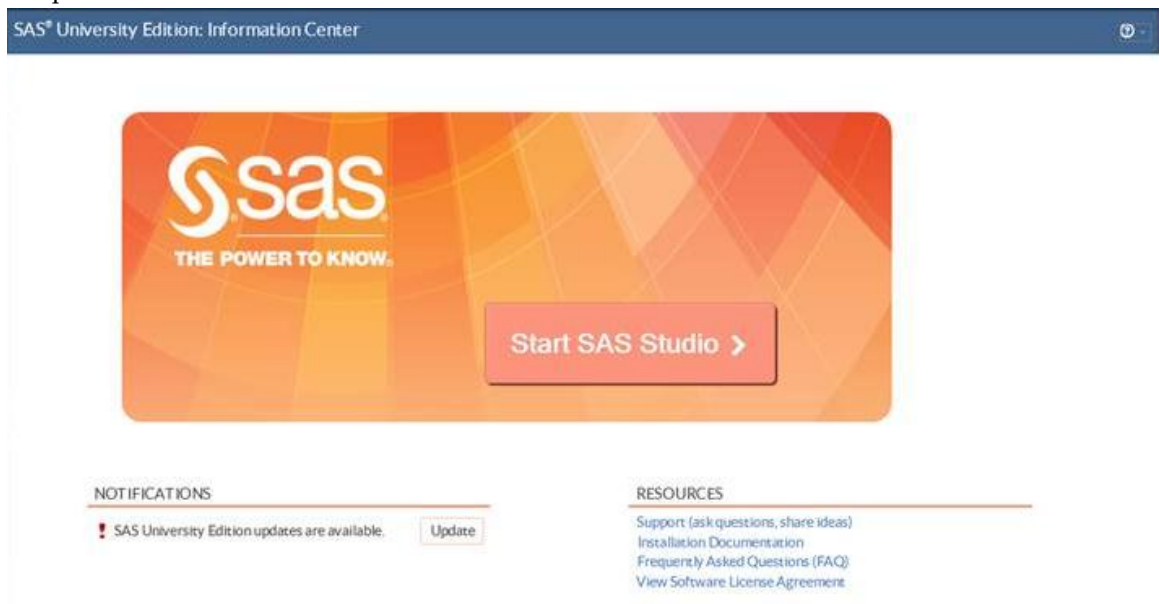 SAS® University Edition: Information Center
sas
THE POWER TO KNOW®
Start SAS Studio >
NOTIFICATIONS
! SAS University Edition updates are available.
Update
RESOURCES
Support (ask questions, share ideas)
Installation Documentation
Frequently Asked Questions (FAQ)
View Software License Agreement